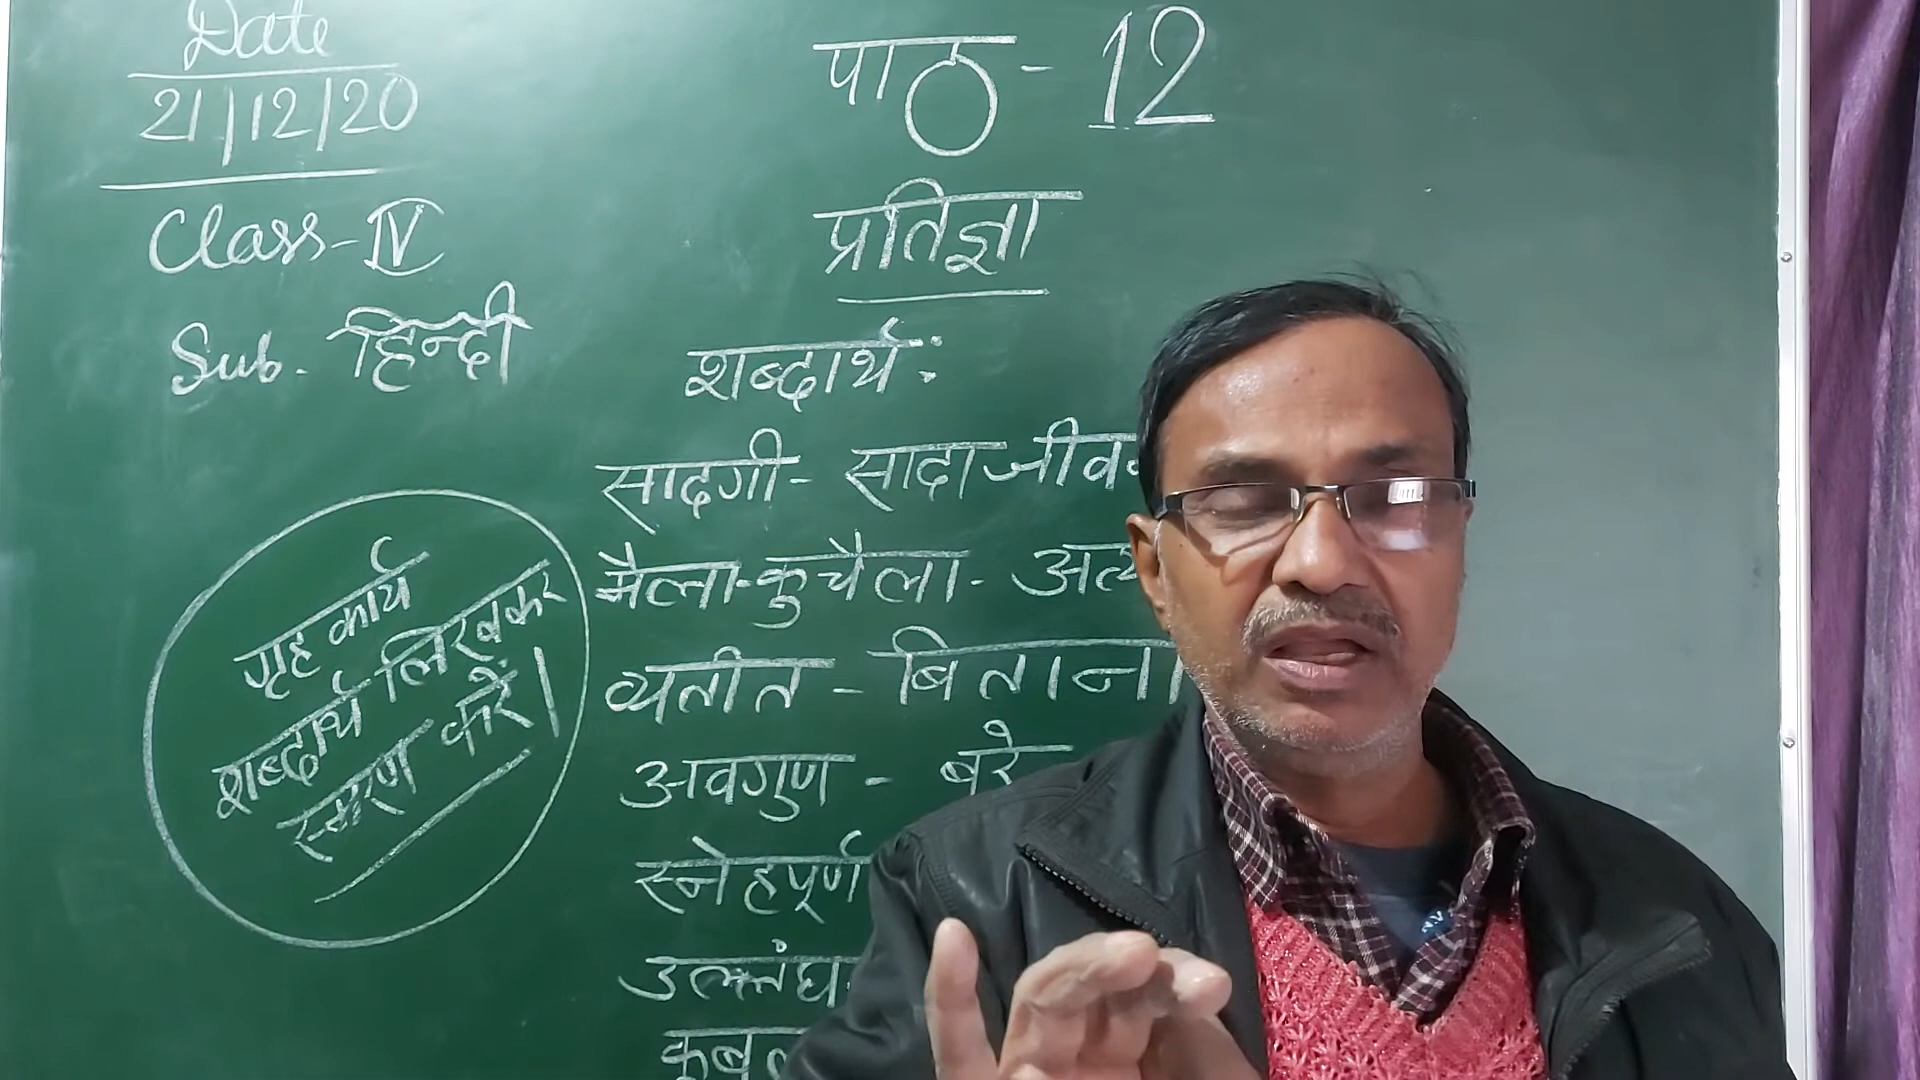 Date
21/12/20
Class-IV
Sub. हिन्दी
पाठ - 12
प्रतिज्ञा
शब्दार्थ:
सादगी - सादा
मैला-कुचैला -
व्यतीत - बिताना
अवगुण -
स्नेहपूर्ण
गृह कार्य
शब्दार्थ लिखकर
स्मरण करें।